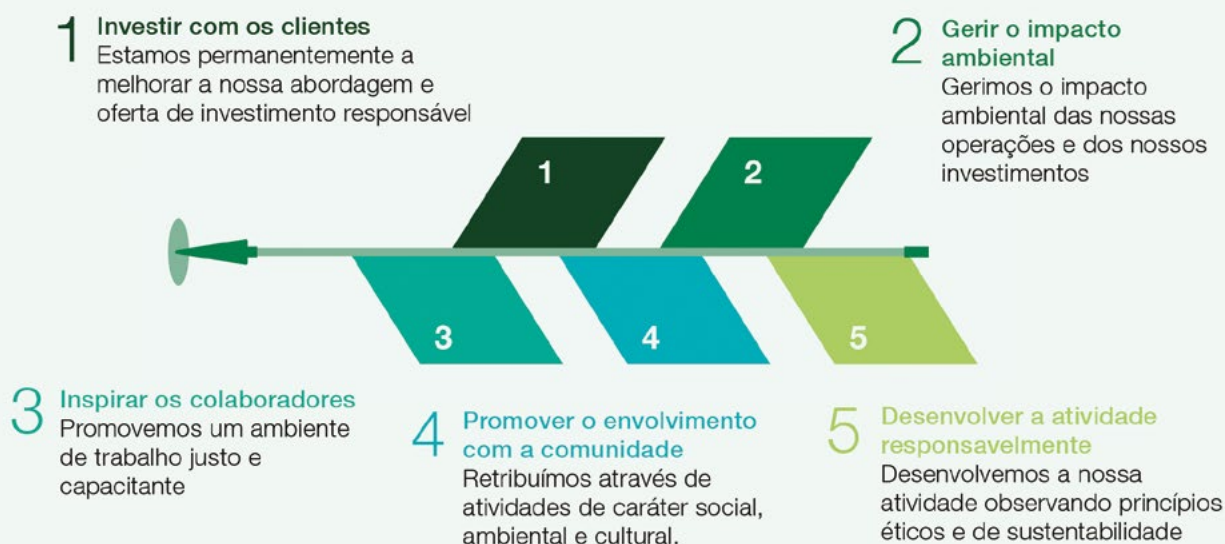 1 Investir com os clientes
Estamos permanentemente a
melhorar a nossa abordagem e
oferta de investimento responsável
2 Gerir o impacto
ambiental
Gerimos o impacto
ambiental das nossas
operações e dos nossos
investimentos
1
2
3
4
5
3 Inspirar os colaboradores
Promovemos um ambiente
de trabalho justo e
capacitante
4 Promover o envolvimento
com a comunidade
Retribuímos através de
atividades de caráter social,
ambiental e cultural.
5 Desenvolver a atividade
responsavelmente
Desenvolvemos a nossa
atividade observando princípios
éticos e de sustentabilidade